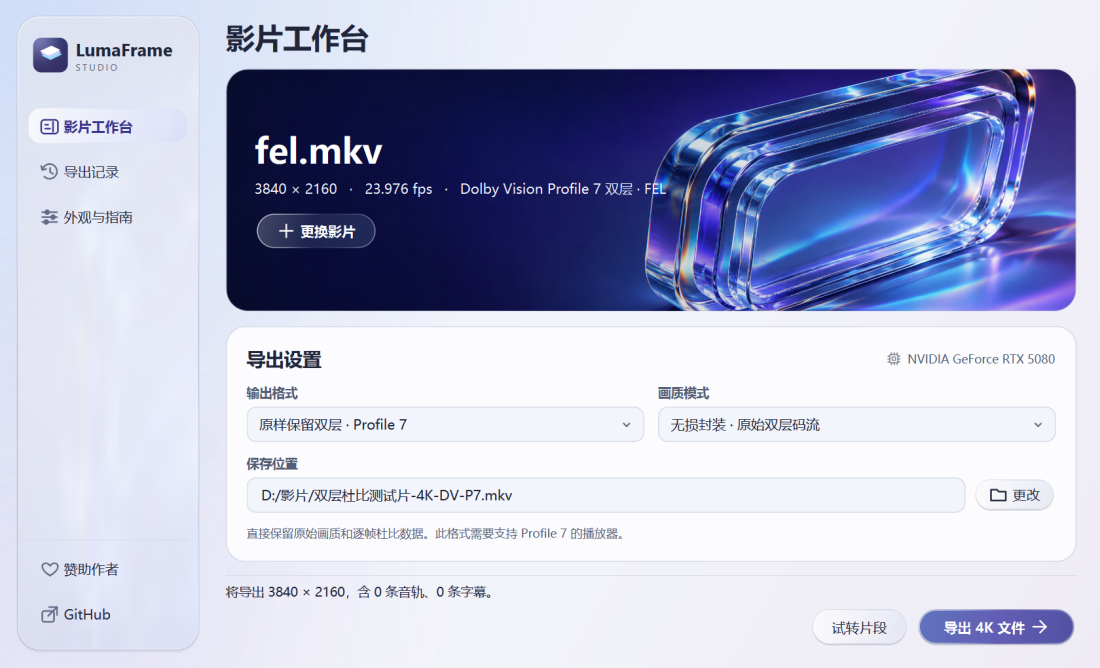 LumaFrame
STUDIO
影片工作台
导出记录
外观与指南
赞助作者
GitHub
影片工作台
fel.mkv
3840 × 2160 · 23.976 fps · Dolby Vision Profile 7 双层 · FEL
更换影片
导出设置
NVIDIA GeForce RTX 5080
输出格式
画质模式
原样保留双层 · Profile 7
无损封装 · 原始双层码流
保存位置
D:/影片/双层杜比测试片-4K-DV-P7.mkv
更改
直接保留原始画质和逐帧杜比数据。此格式需要支持 Profile 7 的播放器。
将导出 3840 × 2160，含 0 条音轨、0 条字幕。
试转片段
导出 4K 文件